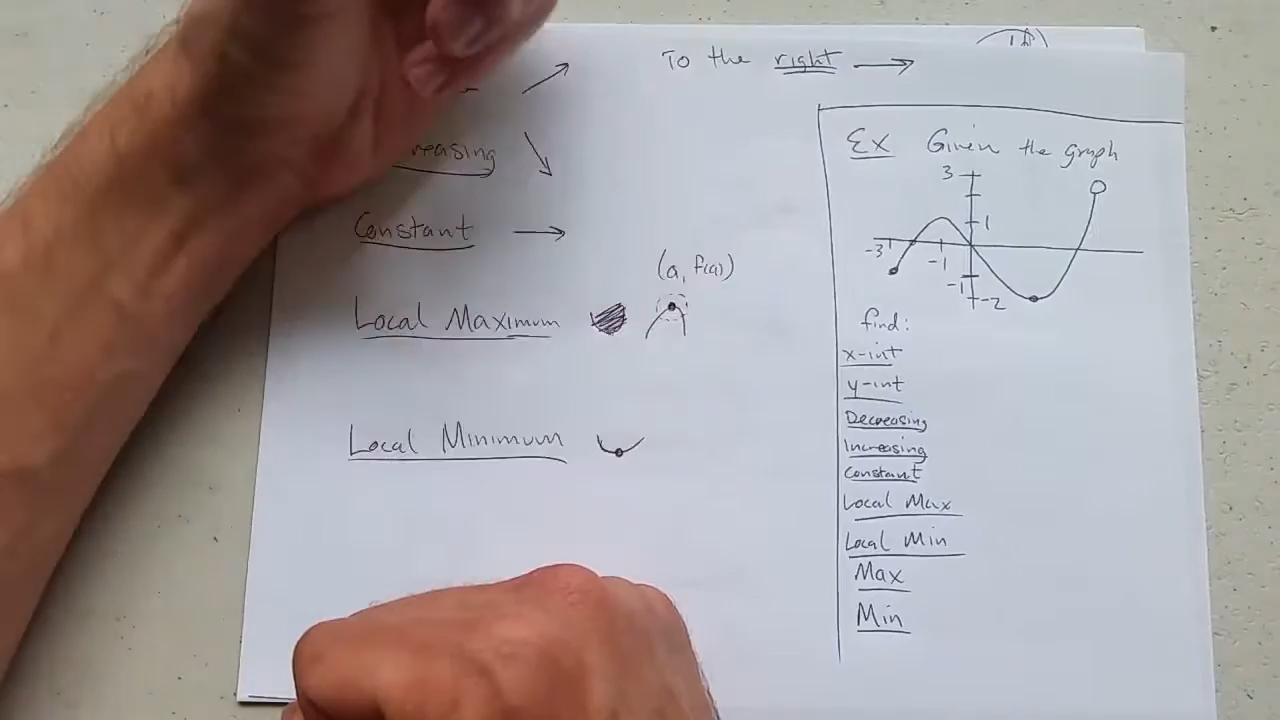 To the right
Constant
(a, f(a))
Local Maximum
Local Minimum
Ex Given the graph
3
1
-3
-1
-1
-2
find:
x-int
y-int
Decreasing
Increasing
Constant
Local Max
Local Min
Max
Min